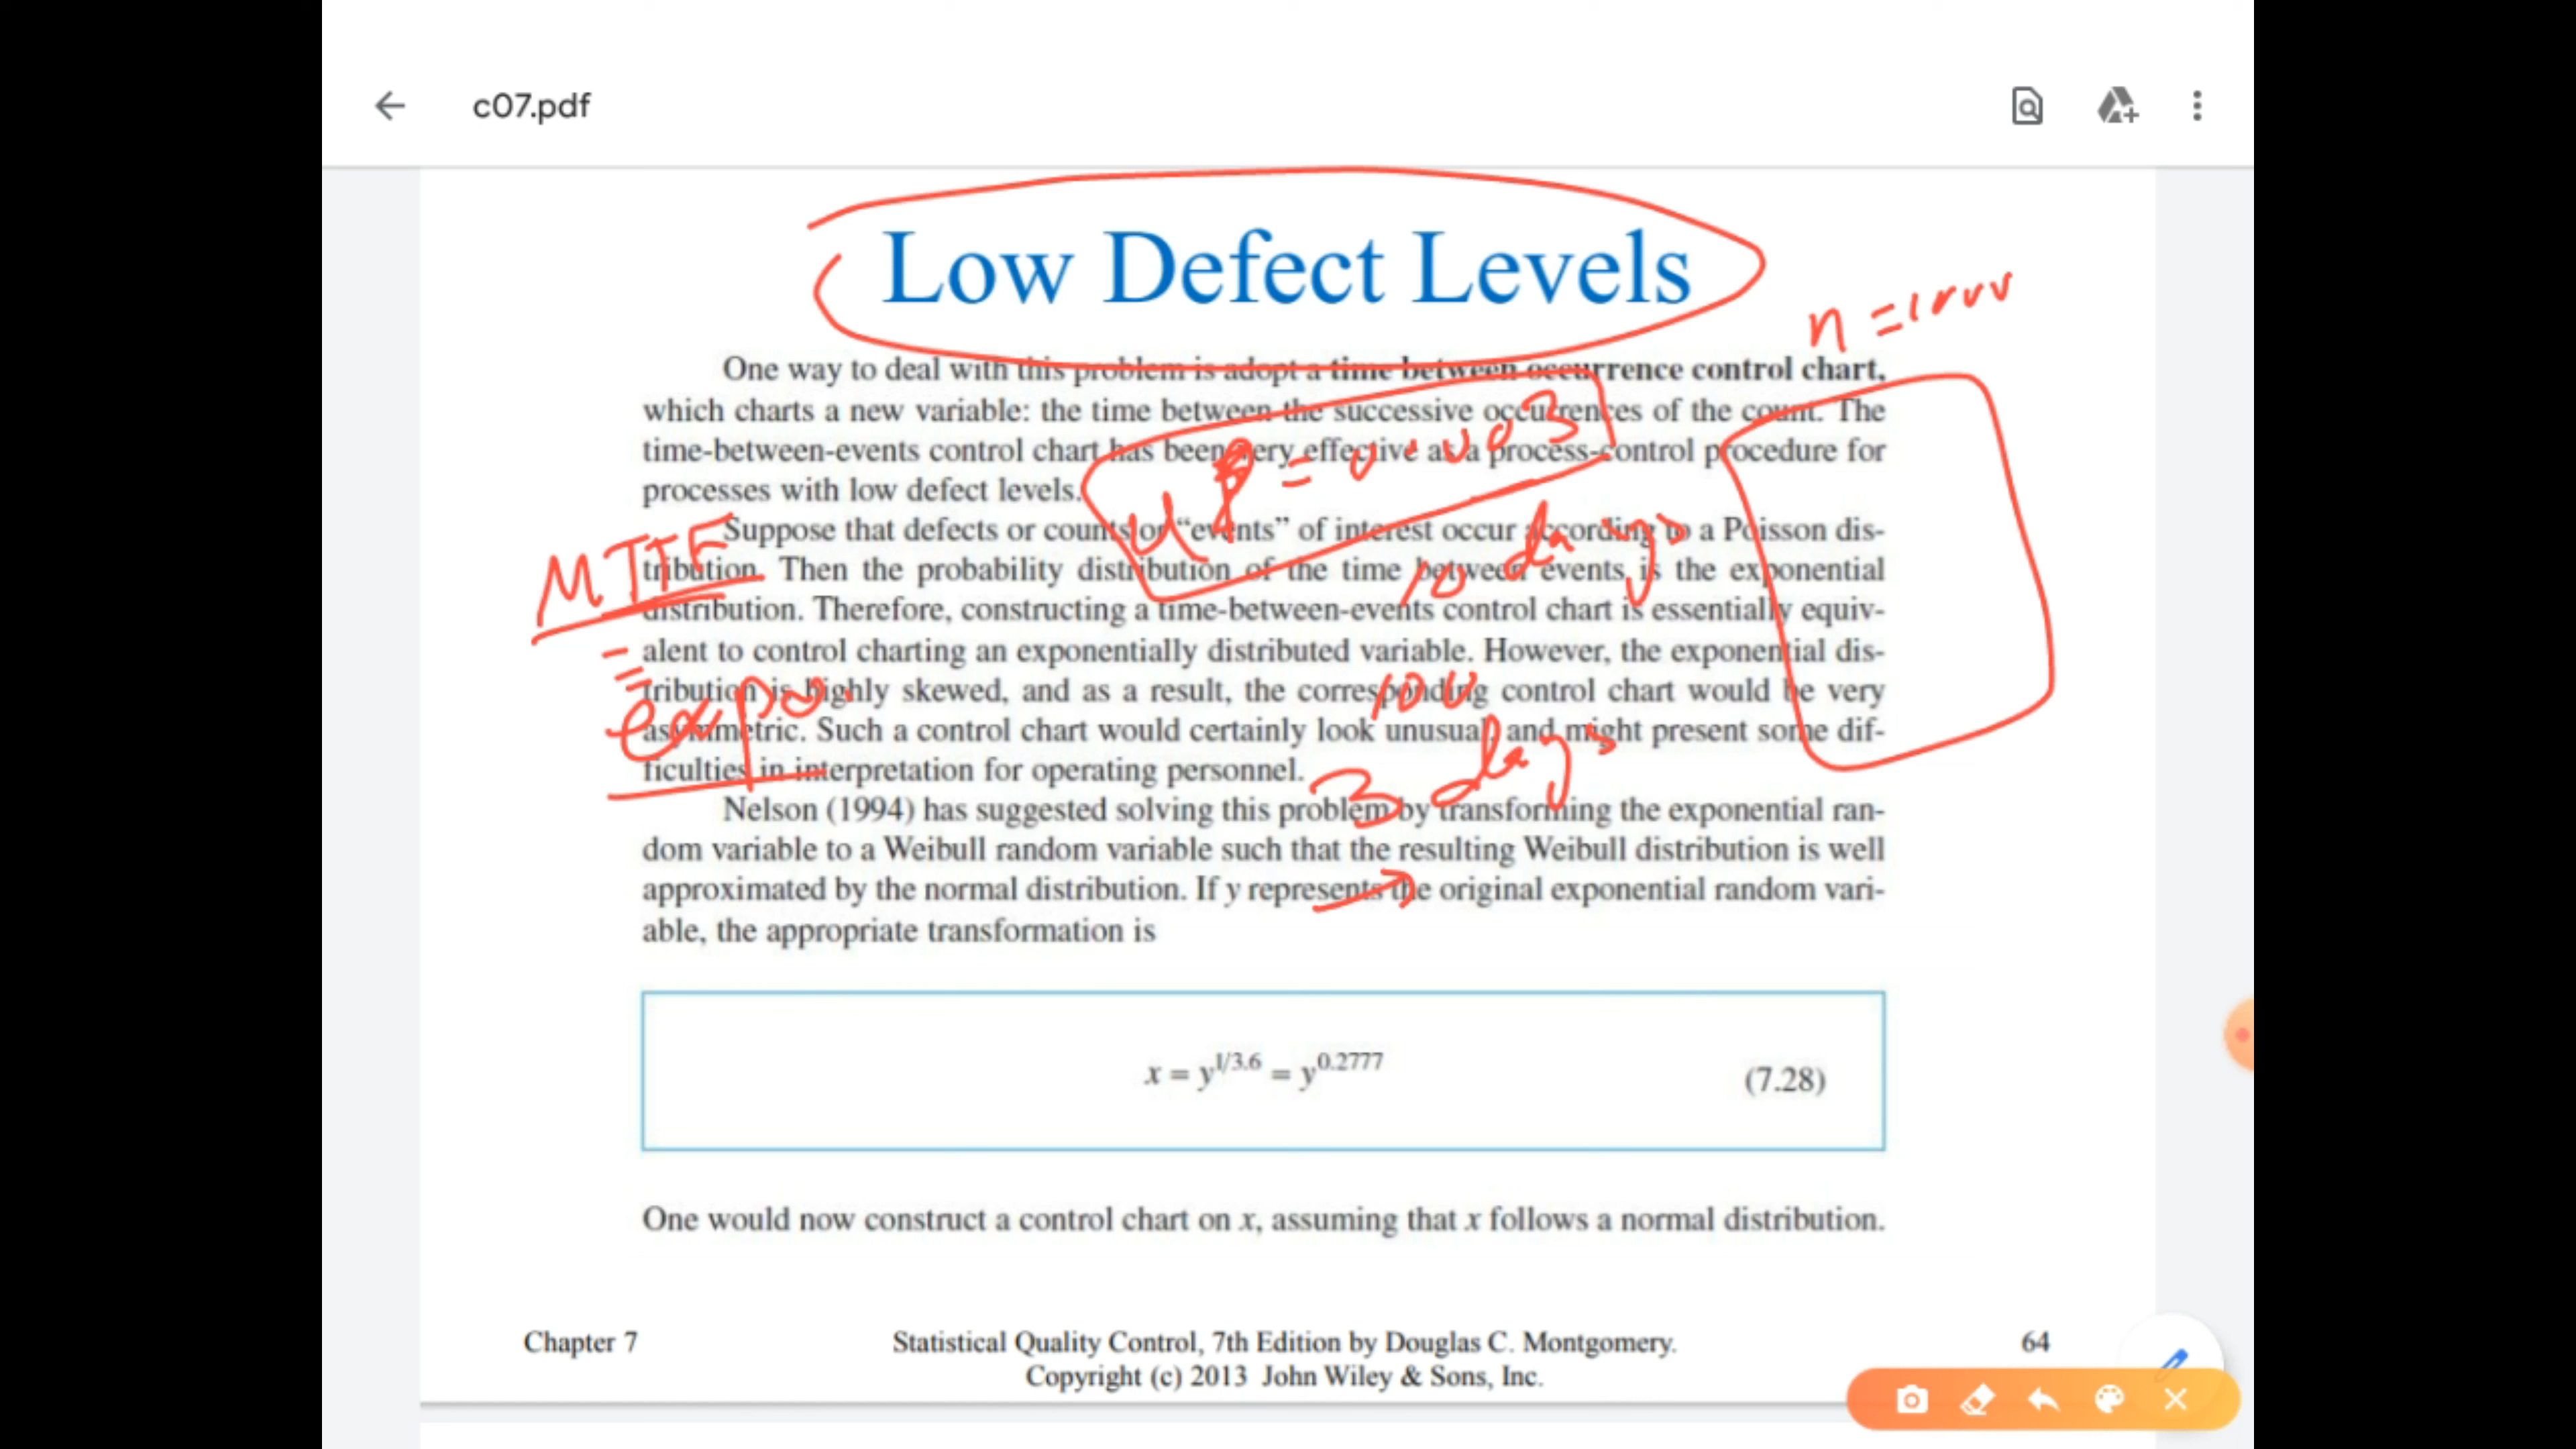 c07.pdf
Low Defect Levels
n = 1000
One way to deal with this problem is adopt a time between occurrence control chart,
which charts a new variable: the time between the successive occurrences of the count. The
time-between-events control chart has been very effective as a process-control procedure for
processes with low defect levels.
Suppose that defects or counts or “events” of interest occur according to a Poisson dis-
tribution. Then the probability distribution of the time between events is the exponential
distribution. Therefore, constructing a time-between-events control chart is essentially equiv-
alent to control charting an exponentially distributed variable. However, the exponential dis-
tribution is highly skewed, and as a result, the corresponding control chart would be very
asymmetric. Such a control chart would certainly look unusual, and might present some dif-
ficulties in interpretation for operating personnel.
Nelson (1994) has suggested solving this problem by transforming the exponential ran-
dom variable to a Weibull random variable such that the resulting Weibull distribution is well
approximated by the normal distribution. If y represents the original exponential random vari-
able, the appropriate transformation is
= 0.003
10 days
MTTF
expo.
100
3 days
x = y^1/3.6 = y^0.2777 (7.28)
One would now construct a control chart on x, assuming that x follows a normal distribution.
Chapter 7 Statistical Quality Control, 7th Edition by Douglas C. Montgomery. 64
Copyright (c) 2013 John Wiley & Sons, Inc.